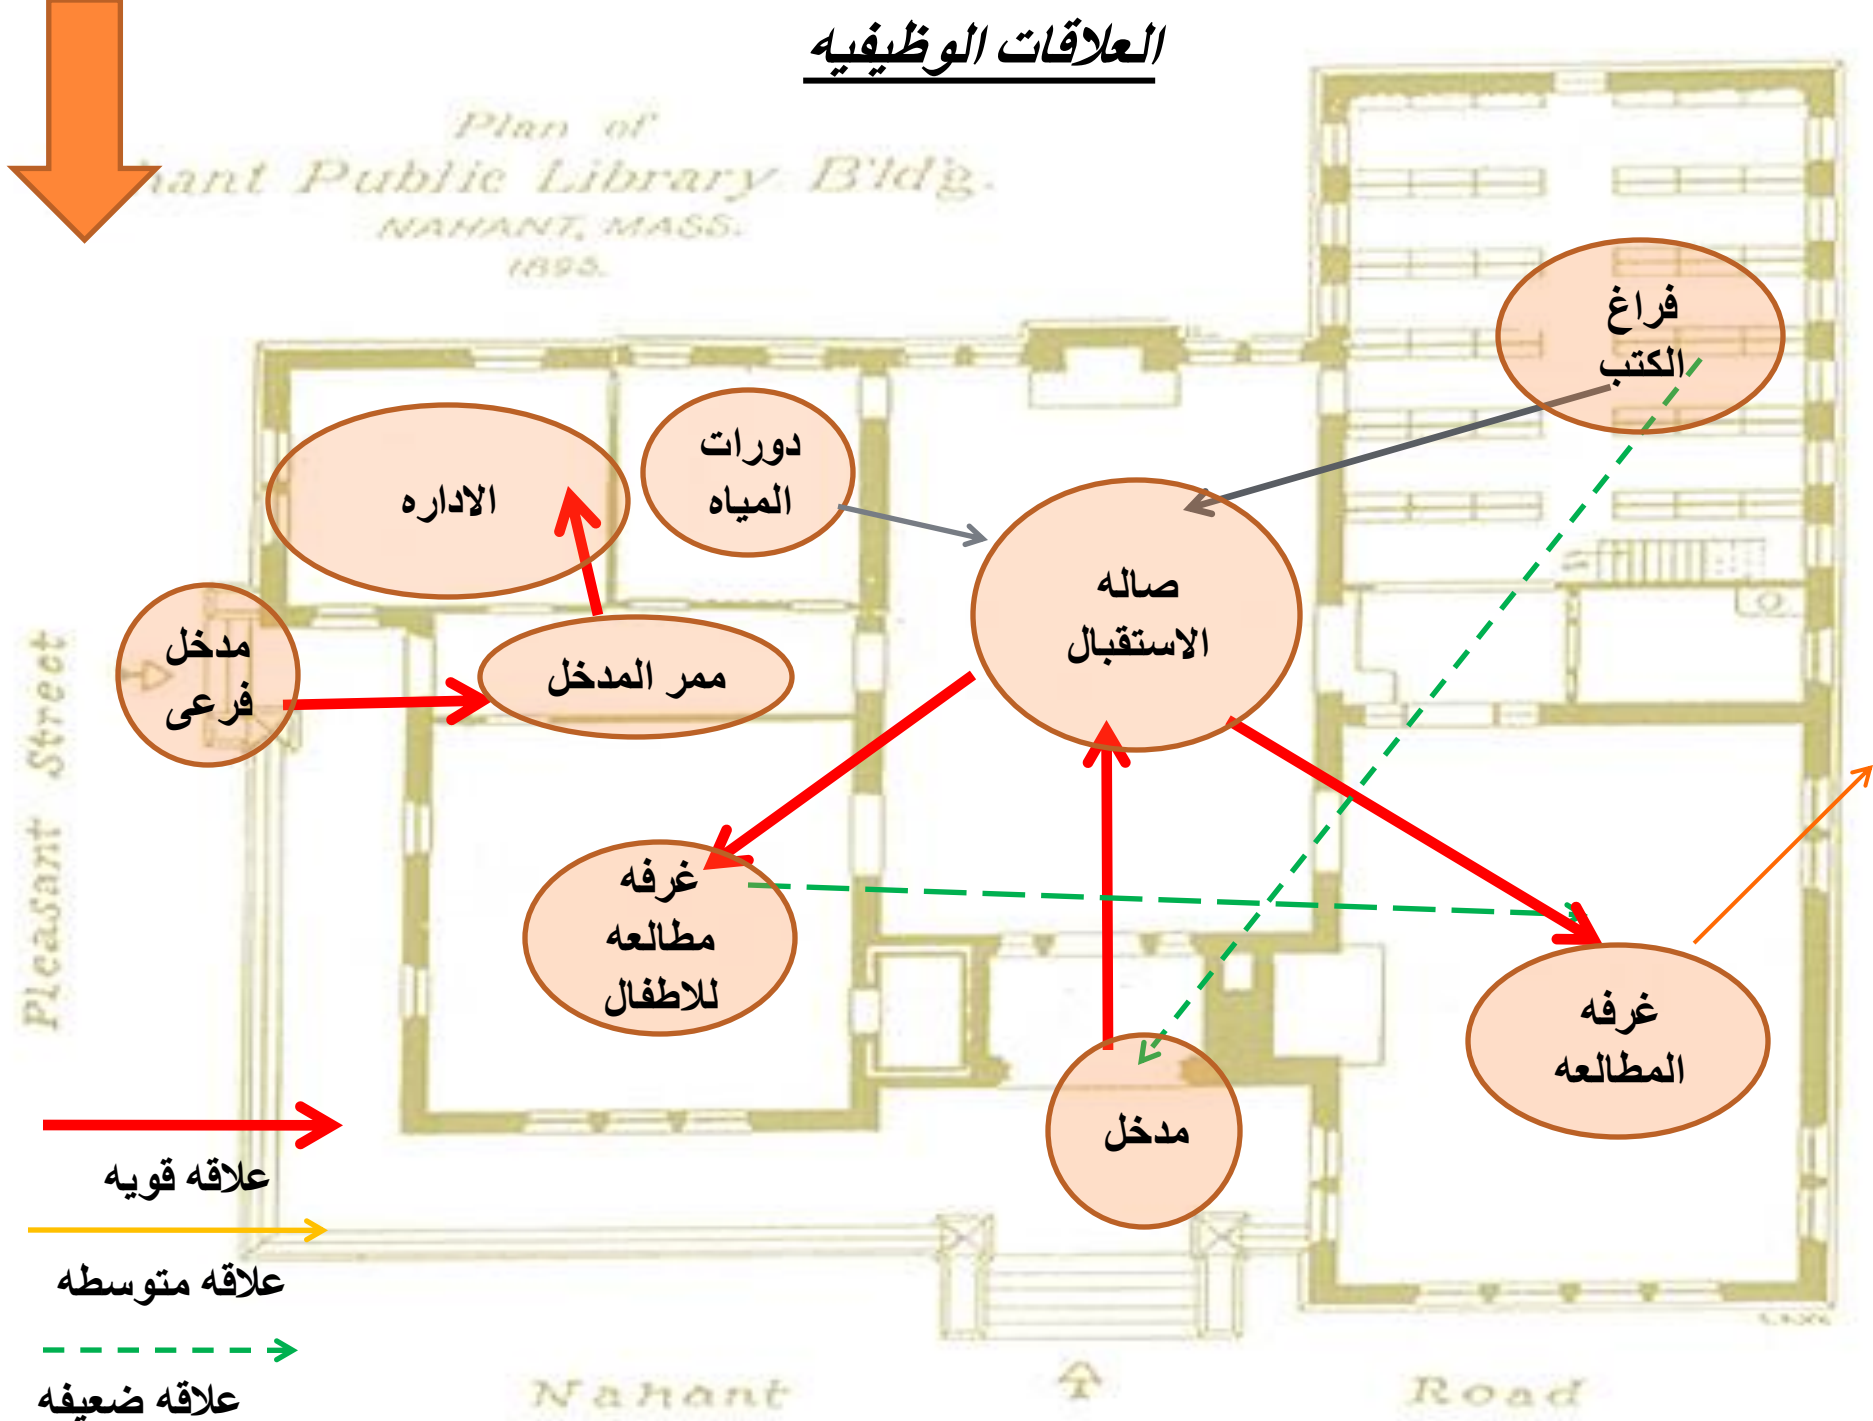 العلاقات الوظيفيه
Plan of
hant Public Library B'ld'g.
NAHANT, MASS.
1895.
فراغ
الكتب
دورات
المياه
الاداره
صاله
الاستقبال
مدخل
فرعى
ممر المدخل
غرفه
مطالعه
للاطفال
غرفه
المطالعه
مدخل
Pleasant Street
علاقه قويه
علاقه متوسطه
علاقه ضعيفه
Nahant Road